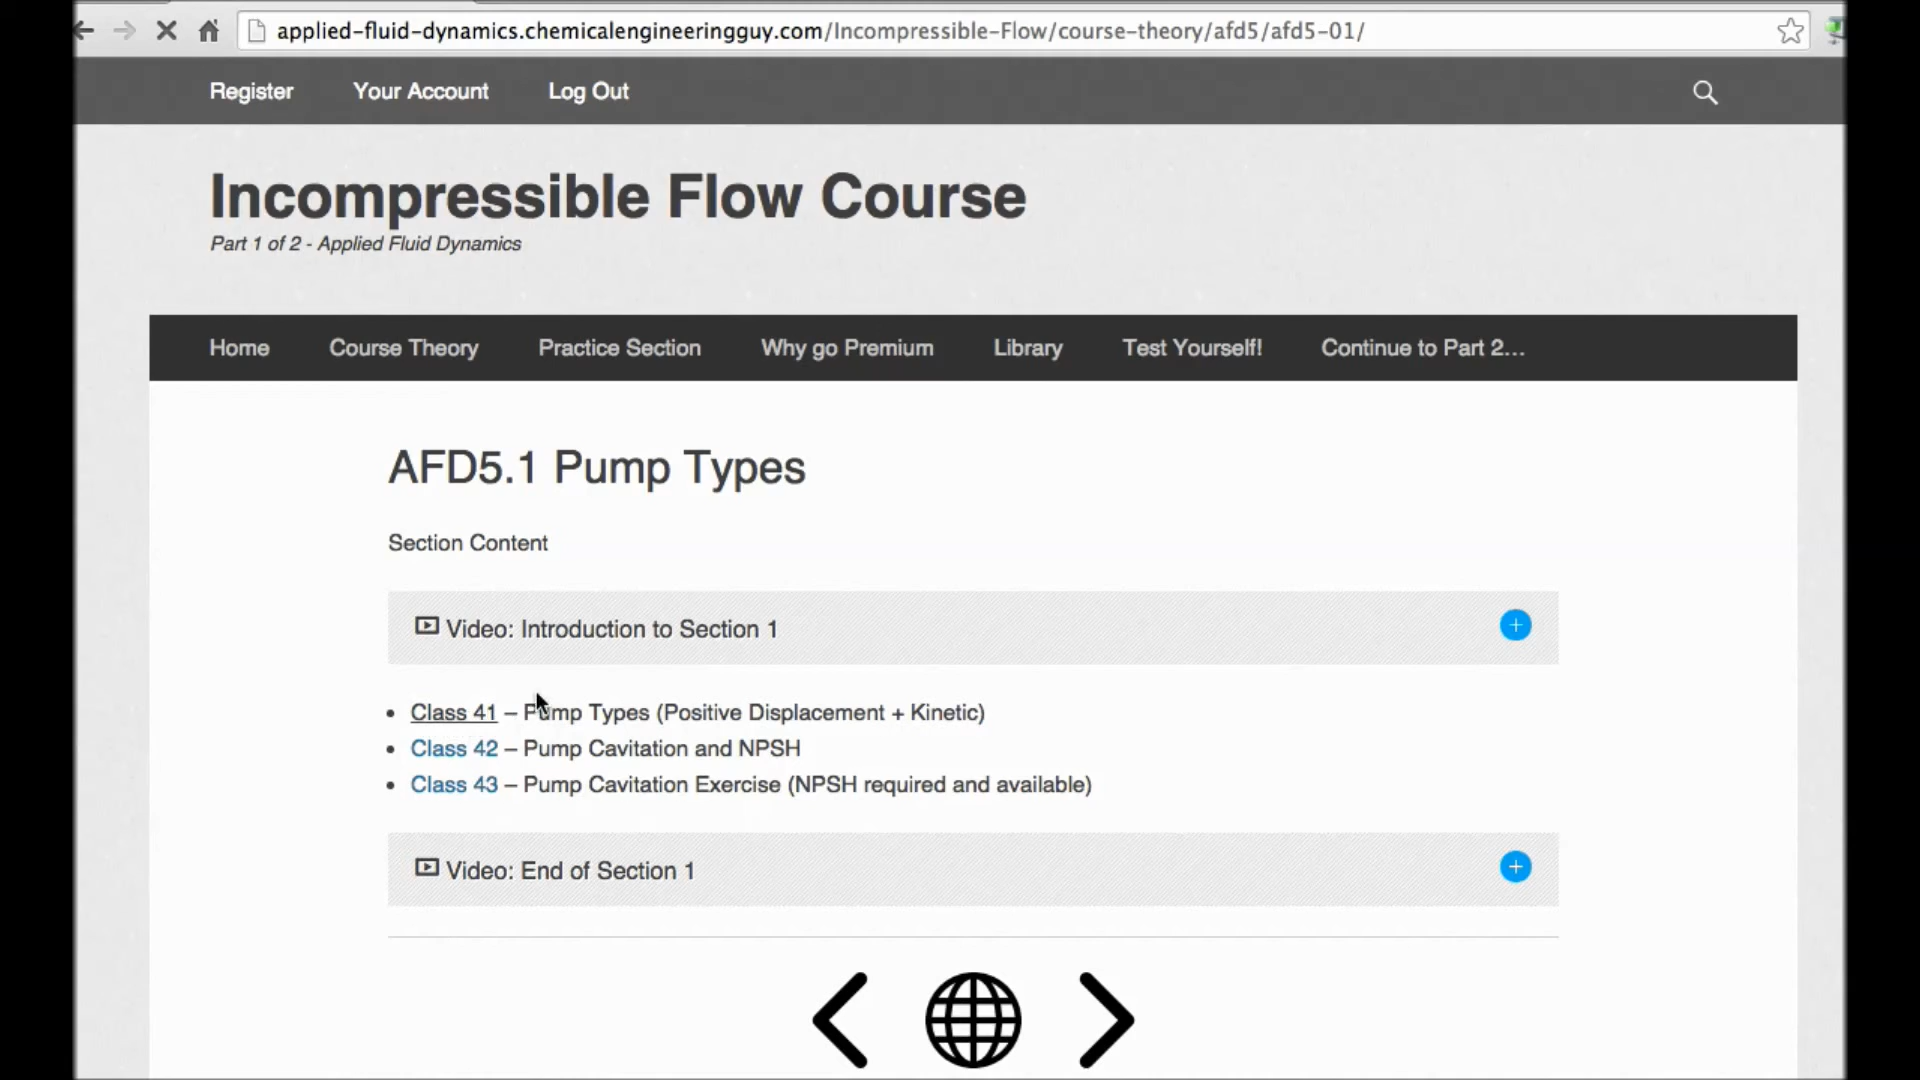 applied-fluid-dynamics.chemicalengineeringguy.com/Incompressible-Flow/course-theory/afd5/afd5-01/
Register Your Account Log Out
Incompressible Flow Course
Part 1 of 2 - Applied Fluid Dynamics
Home Course Theory Practice Section Why go Premium Library Test Yourself! Continue to Part 2...
AFD5.1 Pump Types
Section Content
Video: Introduction to Section 1
• Class 41 – Pump Types (Positive Displacement + Kinetic)
• Class 42 – Pump Cavitation and NPSH
• Class 43 – Pump Cavitation Exercise (NPSH required and available)
Video: End of Section 1